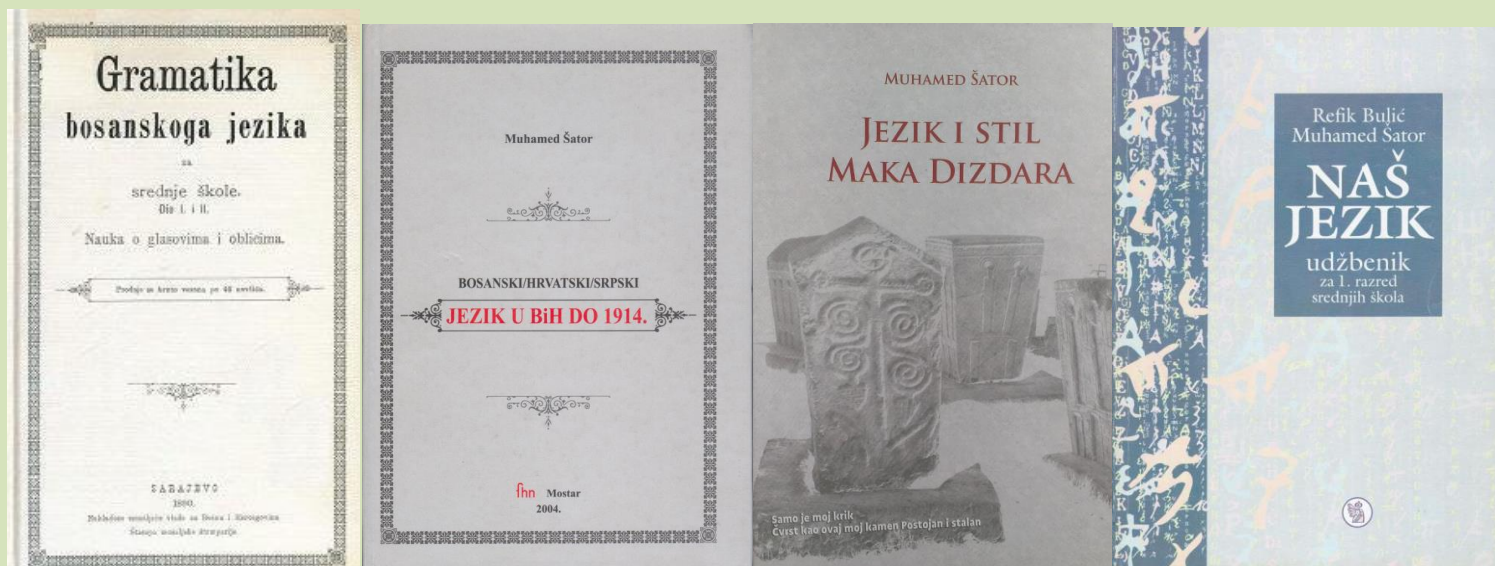 Gramatika
bosanskoga jezika
za
srednje škole.
Dio I. i II.
Nauka o glasovima i oblicima.
SARAJEVO
1890.
Muhamed Šator
BOSANSKI/HRVATSKI/SRPSKI
JEZIK U BiH DO 1914.
fhn Mostar
2004.
MUHAMED ŠATOR
JEZIK I STIL
MAKA DIZDARA
Samo je moj krik
Čvrst kao ovaj moj kamen Postojan i stalan
Refik Bulić
Muhamed Šator
NAŠ
JEZIK
udžbenik
za 1. razred
srednjih škola